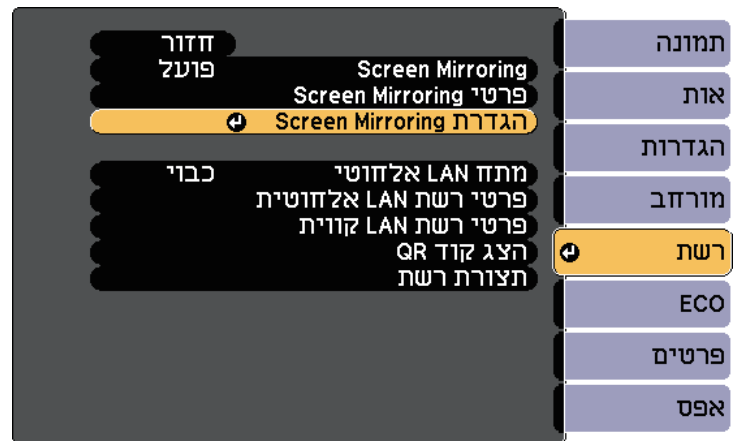 תמונה
אות
הגדרות
מורחב
רשת
ECO
פרטים
אפס
חזור
Screen Mirroring פועל
פרטי Screen Mirroring
הגדרת Screen Mirroring
מתח LAN אלחוטי כבוי
פרטי רשת LAN אלחוטית
פרטי רשת LAN קווית
הצג קוד QR
תצורת רשת